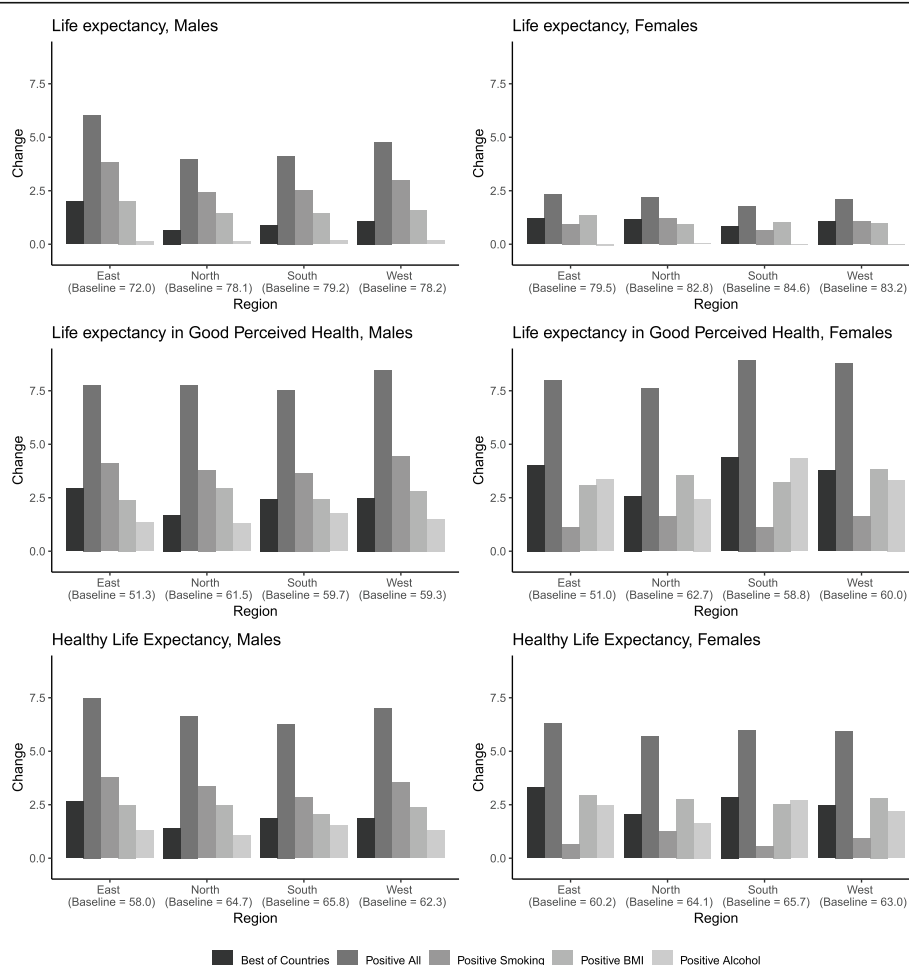 Life expectancy, Males
Change
7.5
5.0
2.5
0.0
East North South West
(Baseline = 72.0) (Baseline = 78.1) (Baseline = 79.2) (Baseline = 78.2)
Region
Life expectancy, Females
Change
7.5
5.0
2.5
0.0
East North South West
(Baseline = 79.5) (Baseline = 82.8) (Baseline = 84.6) (Baseline = 83.2)
Region
Life expectancy in Good Perceived Health, Males
Change
7.5
5.0
2.5
0.0
East North South West
(Baseline = 51.3) (Baseline = 61.5) (Baseline = 59.7) (Baseline = 59.3)
Region
Life expectancy in Good Perceived Health, Females
Change
7.5
5.0
2.5
0.0
East North South West
(Baseline = 51.0) (Baseline = 62.7) (Baseline = 58.8) (Baseline = 60.0)
Region
Healthy Life Expectancy, Males
Change
7.5
5.0
2.5
0.0
East North South West
(Baseline = 58.0) (Baseline = 64.7) (Baseline = 65.8) (Baseline = 62.3)
Region
Healthy Life Expectancy, Females
Change
7.5
5.0
2.5
0.0
East North South West
(Baseline = 60.2) (Baseline = 64.1) (Baseline = 65.7) (Baseline = 63.0)
Region
Best of Countries Positive All Positive Smoking Positive BMI Positive Alcohol